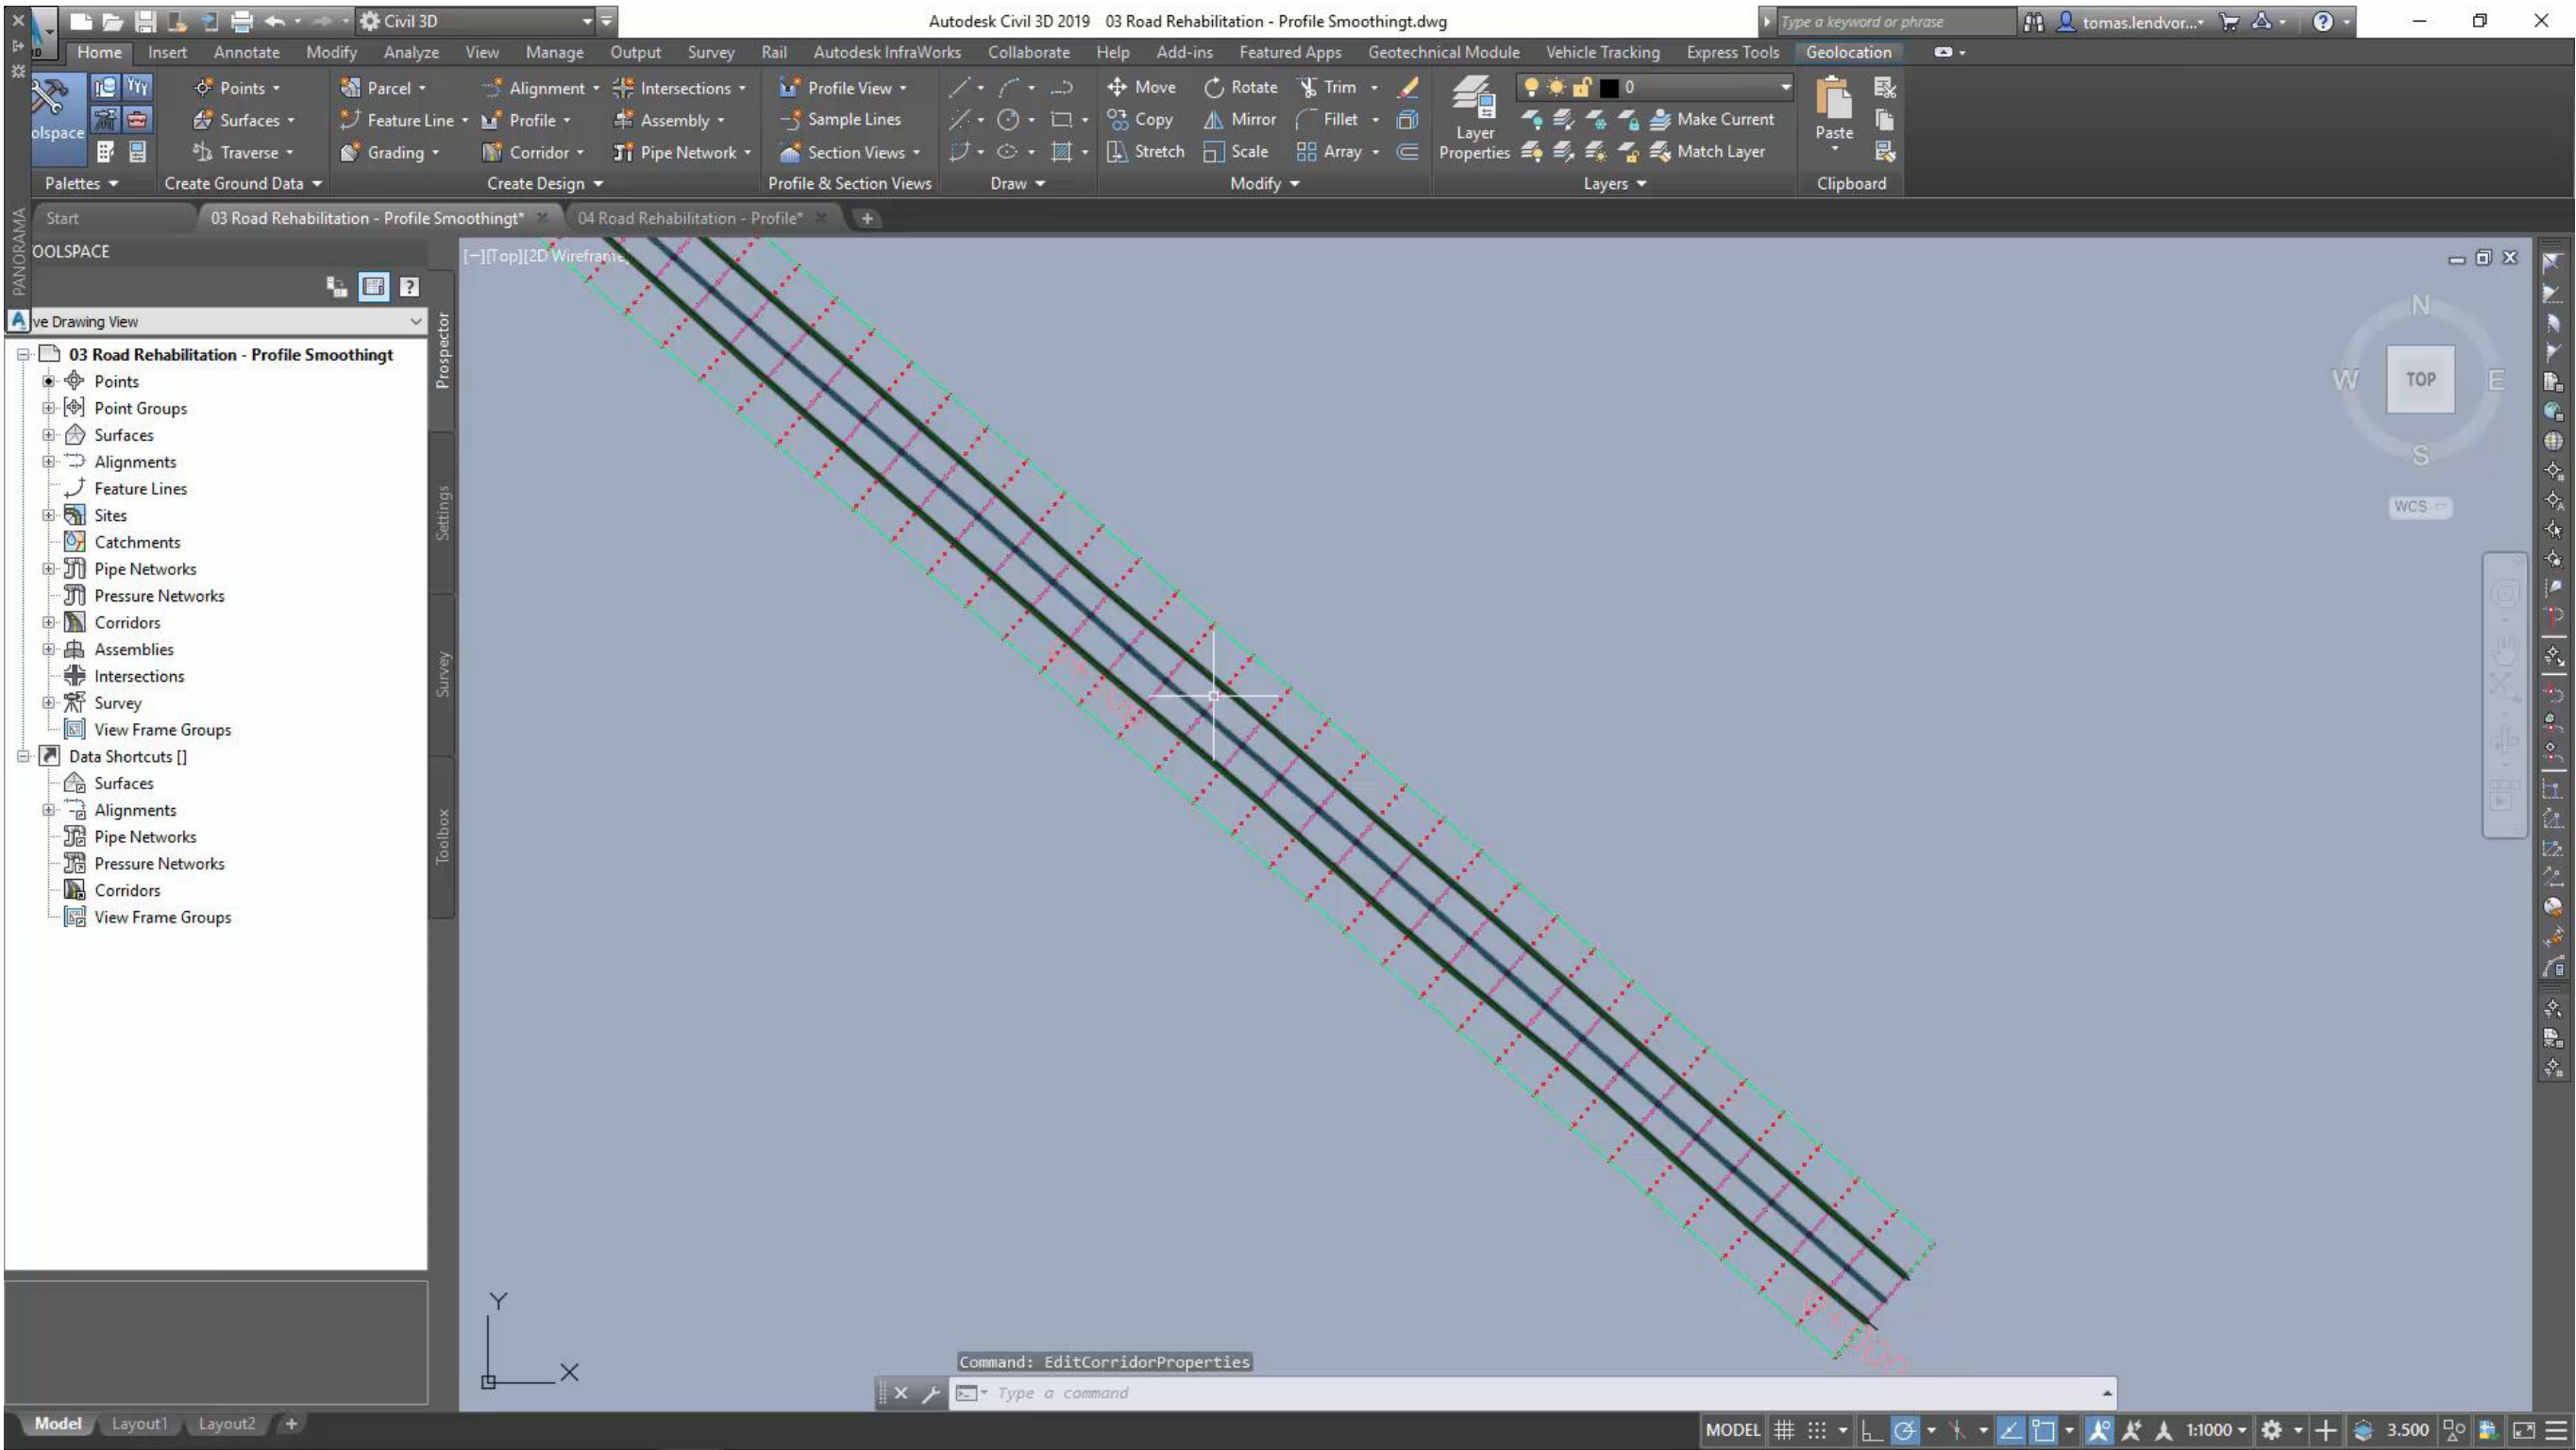 Civil 3D
Autodesk Civil 3D 2019 03 Road Rehabilitation - Profile Smoothingt.dwg
Type a keyword or phrase
tomas.lendvor...
Home Insert Annotate Modify Analyze View Manage Output Survey Rail Autodesk InfraWorks Collaborate Help Add-ins Featured Apps Geotechnical Module Vehicle Tracking Express Tools Geolocation
Points Parcel Alignment Intersections Profile View Move Rotate Trim 0
olspace Surfaces Feature Line Profile Assembly Sample Lines Copy Mirror Fillet Layer Properties Make Current Paste
Traverse Grading Corridor Pipe Network Section Views Stretch Scale Array Match Layer
Palettes Create Ground Data Create Design Profile & Section Views Draw Modify Layers Clipboard
Start 03 Road Rehabilitation - Profile Smoothingt* 04 Road Rehabilitation - Profile*
PANORAMA
OOLSPACE
ve Drawing View
03 Road Rehabilitation - Profile Smoothingt
Points
Point Groups
Surfaces
Alignments
Feature Lines
Sites
Catchments
Pipe Networks
Pressure Networks
Corridors
Assemblies
Intersections
Survey
View Frame Groups
Data Shortcuts []
Surfaces
Alignments
Pipe Networks
Pressure Networks
Corridors
View Frame Groups
Prospector
Settings
Survey
Toolbox
[−][Top][2D Wireframe]
N
W TOP E
S
WCS
Y
X
Command: EditCorridorProperties
Type a command
Model Layout1 Layout2 +
MODEL 1:1000 3.500